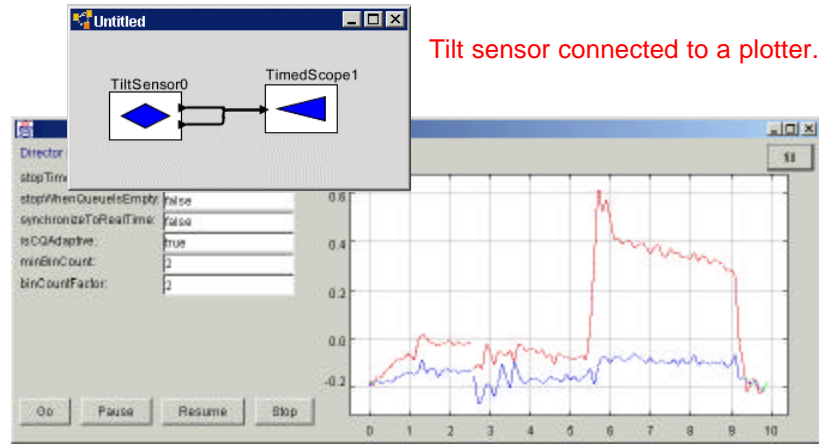 Untitled
Tilt sensor connected to a plotter.
TiltSensor0
TimedScope1
Director
fill
stopTime
stopWhenQueueIsEmpty: false
synchronizeToRealTime: false
isCQAdaptive: true
minBinCount: 2
binCountFactor: 2
0.6
0.4
0.2
0.0
-0.2
Go Pause Resume Stop
0 1 2 3 4 5 6 7 8 9 10